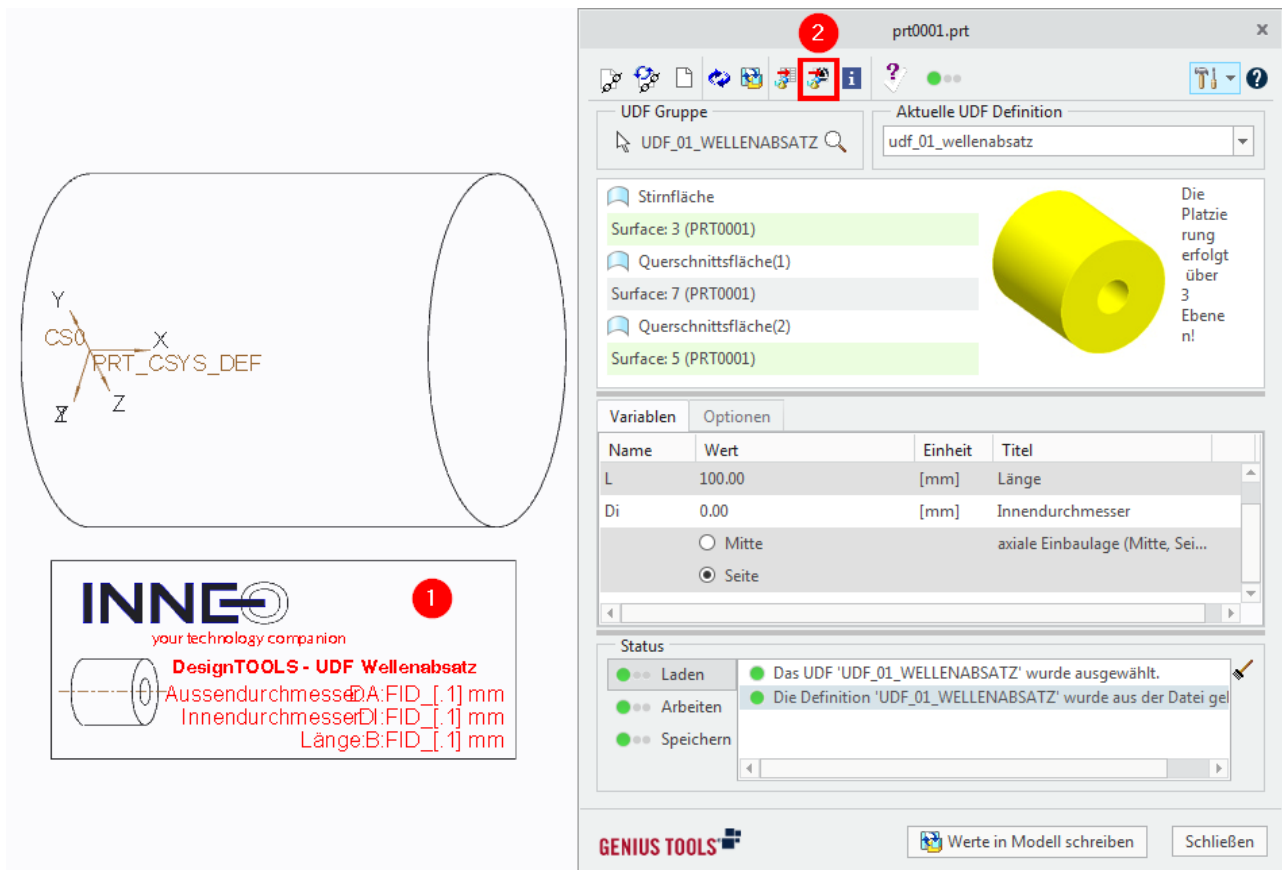 Y
CS0
X
PRT_CSYS_DEF
Z
1
INNEO
your technology companion
DesignTOOLS - UDF Wellenabsatz
Aussendurchmesser:DA:FID_[.1] mm
Innendurchmesser:DI:FID_[.1] mm
Länge:B:FID_[.1] mm
2
prt0001.prt
UDF Gruppe
UDF_01_WELLENABSATZ
Aktuelle UDF Definition
udf_01_wellenabsatz
Stirnfläche
Surface: 3 (PRT0001)
Querschnittsfläche(1)
Surface: 7 (PRT0001)
Querschnittsfläche(2)
Surface: 5 (PRT0001)
Die
Platzie
rung
erfolgt
über
3
Ebene
n!
Variablen Optionen
Name Wert Einheit Titel
L 100.00 [mm] Länge
Di 0.00 [mm] Innendurchmesser
Mitte axiale Einbaulage (Mitte, Sei...
Seite
Status
Laden
Arbeiten
Speichern
Das UDF 'UDF_01_WELLENABSATZ' wurde ausgewählt.
Die Definition 'UDF_01_WELLENABSATZ' wurde aus der Datei gel
GENIUS TOOLS
Werte in Modell schreiben
Schließen